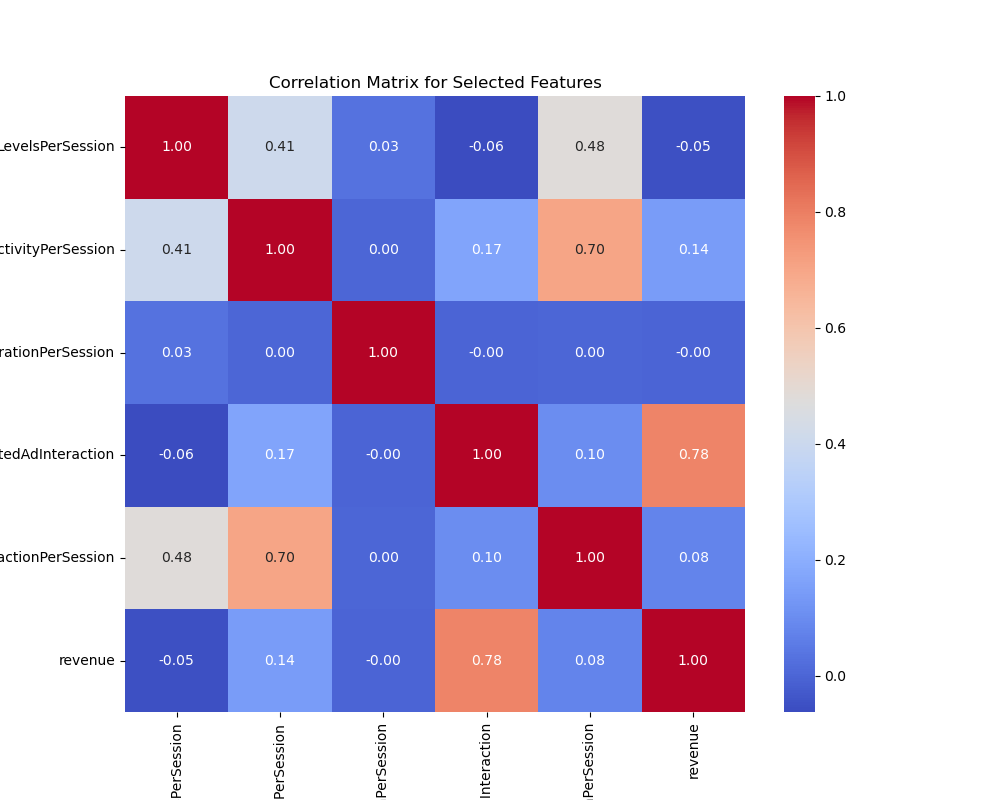 Correlation Matrix for Selected Features
LevelsPerSession 1.00 0.41 0.03 -0.06 0.48 -0.05
ctivityPerSession 0.41 1.00 0.00 0.17 0.70 0.14
rationPerSession 0.03 0.00 1.00 -0.00 0.00 -0.00
tedAdInteraction -0.06 0.17 -0.00 1.00 0.10 0.78
actionPerSession 0.48 0.70 0.00 0.10 1.00 0.08
revenue -0.05 0.14 -0.00 0.78 0.08 1.00
PerSession
PerSession
PerSession
Interaction
PerSession
revenue
1.0
0.8
0.6
0.4
0.2
0.0